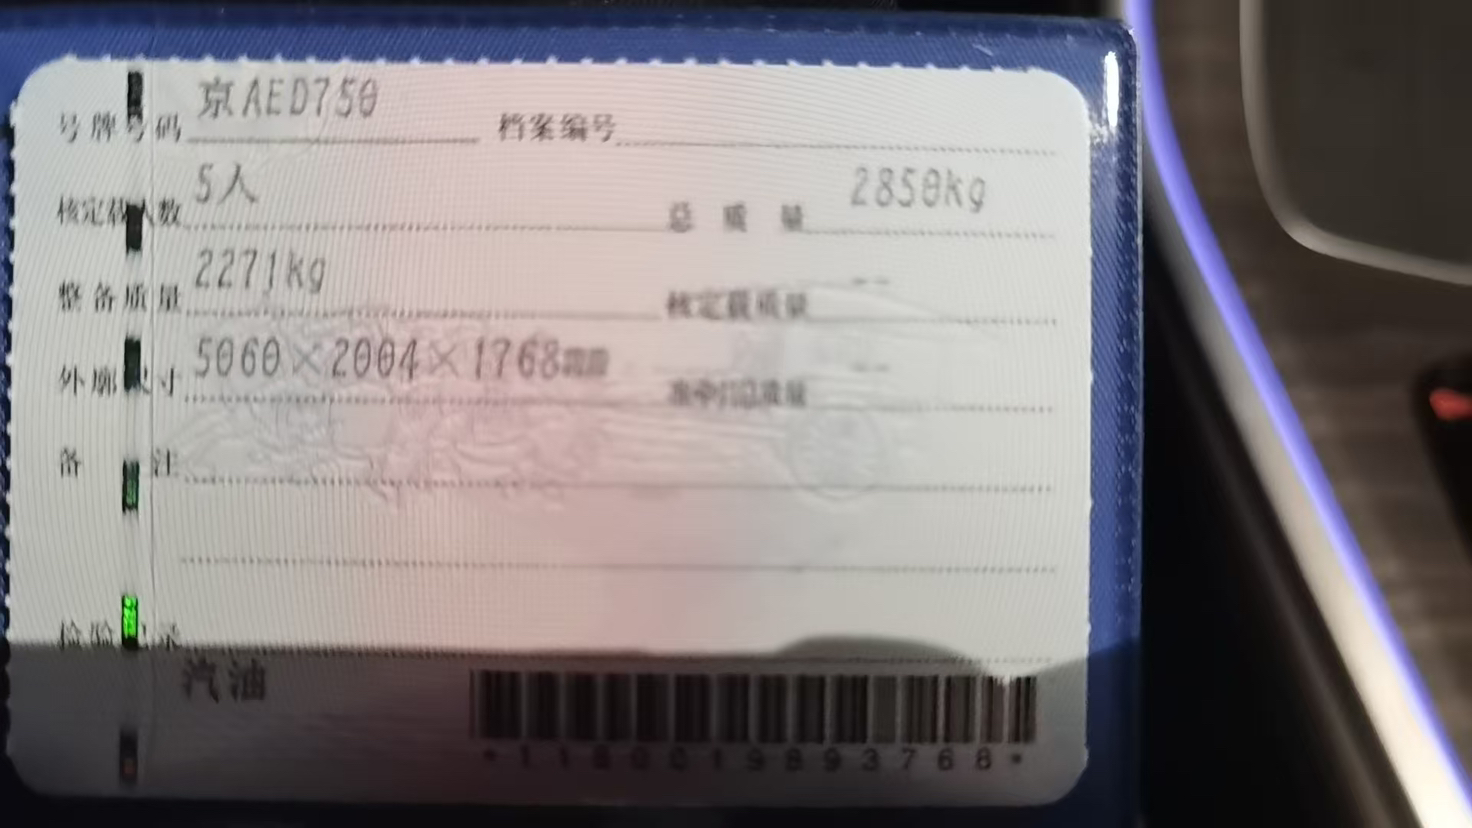 号牌号码 京AED750 档案编号
核定载人数 5人 总质量 2850kg
整备质量 2271kg 核定载质量 --
外廓尺寸 5060×2004×1768mm 准牵引总质量 --
备注
检验记录
汽油